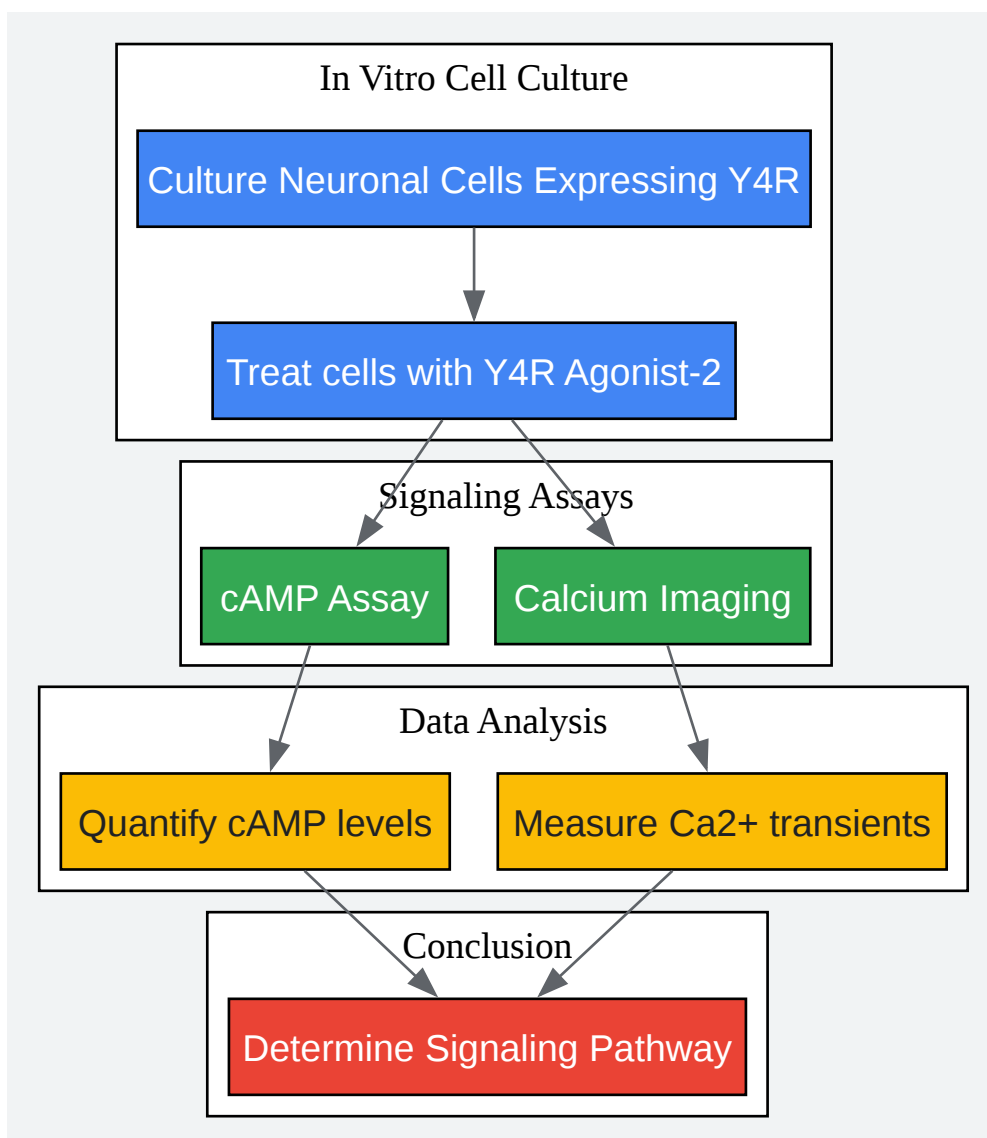 In Vitro Cell Culture
Culture Neuronal Cells Expressing Y4R
Treat cells with Y4R Agonist-2
Signaling Assays
cAMP Assay
Calcium Imaging
Data Analysis
Quantify cAMP levels
Measure Ca2+ transients
Conclusion
Determine Signaling Pathway